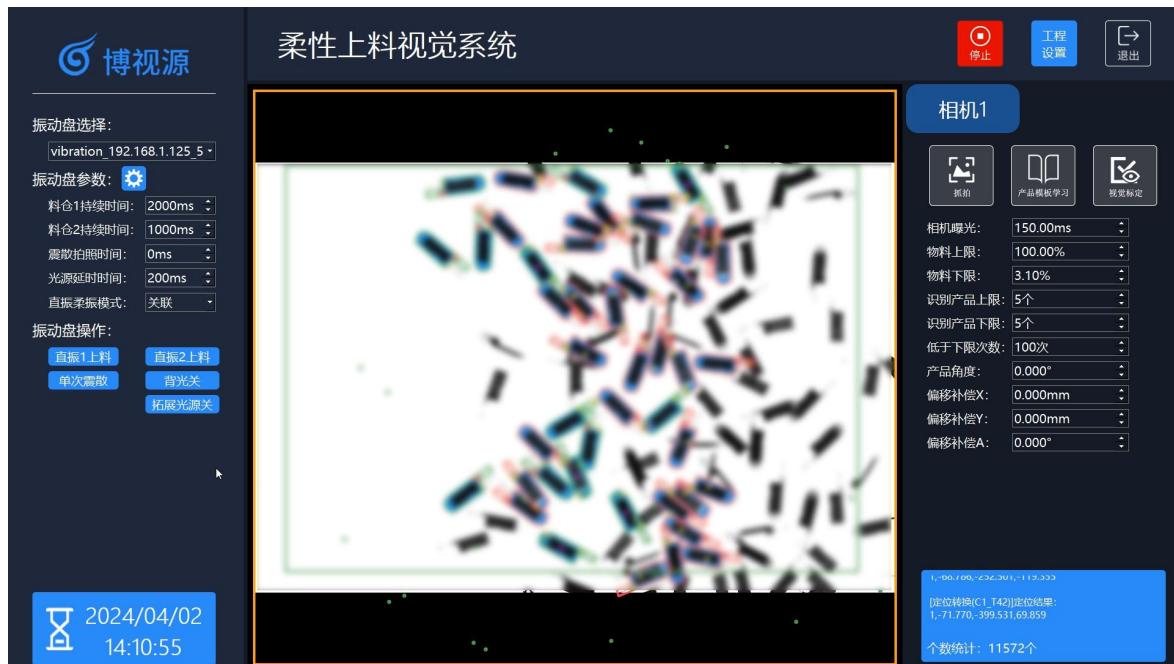 博视源
柔性上料视觉系统
停止
工程
设置
退出
振动盘选择:
vibration_192.168.1.125_5
振动盘参数:
料仓1持续时间: 2000ms
料仓2持续时间: 1000ms
震散拍照时间: 0ms
光源延时时间: 200ms
直振柔振模式: 关联
振动盘操作:
直振1上料 直振2上料
单次震散 背光关
拓展光源关
2024/04/02
14:10:55
相机1
抓拍 产品模板学习 视觉标定
相机曝光: 150.00ms
物料上限: 100.00%
物料下限: 3.10%
识别产品上限: 5个
识别产品下限: 5个
低于下限次数: 100次
产品角度: 0.000°
偏移补偿X: 0.000mm
偏移补偿Y: 0.000mm
偏移补偿A: 0.000°
1,-68.786,-252.501,-119.555
[定位转换(C1_T42)]定位结果:
1,-71.770,-399.531,69.859
个数统计: 11572个